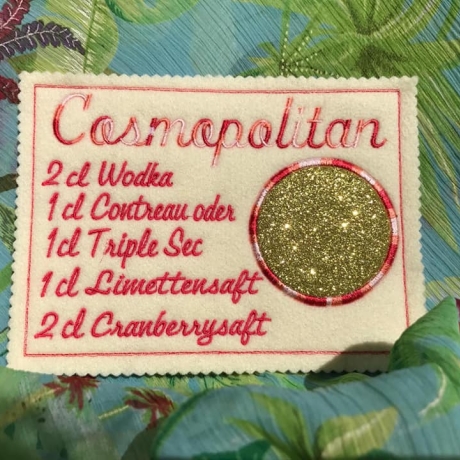 Cosmopolitan
2 cl Wodka
1 cl Contreau oder
1cl Triple Sec
1 cl Limettensaft
2 cl Cranberrysaft